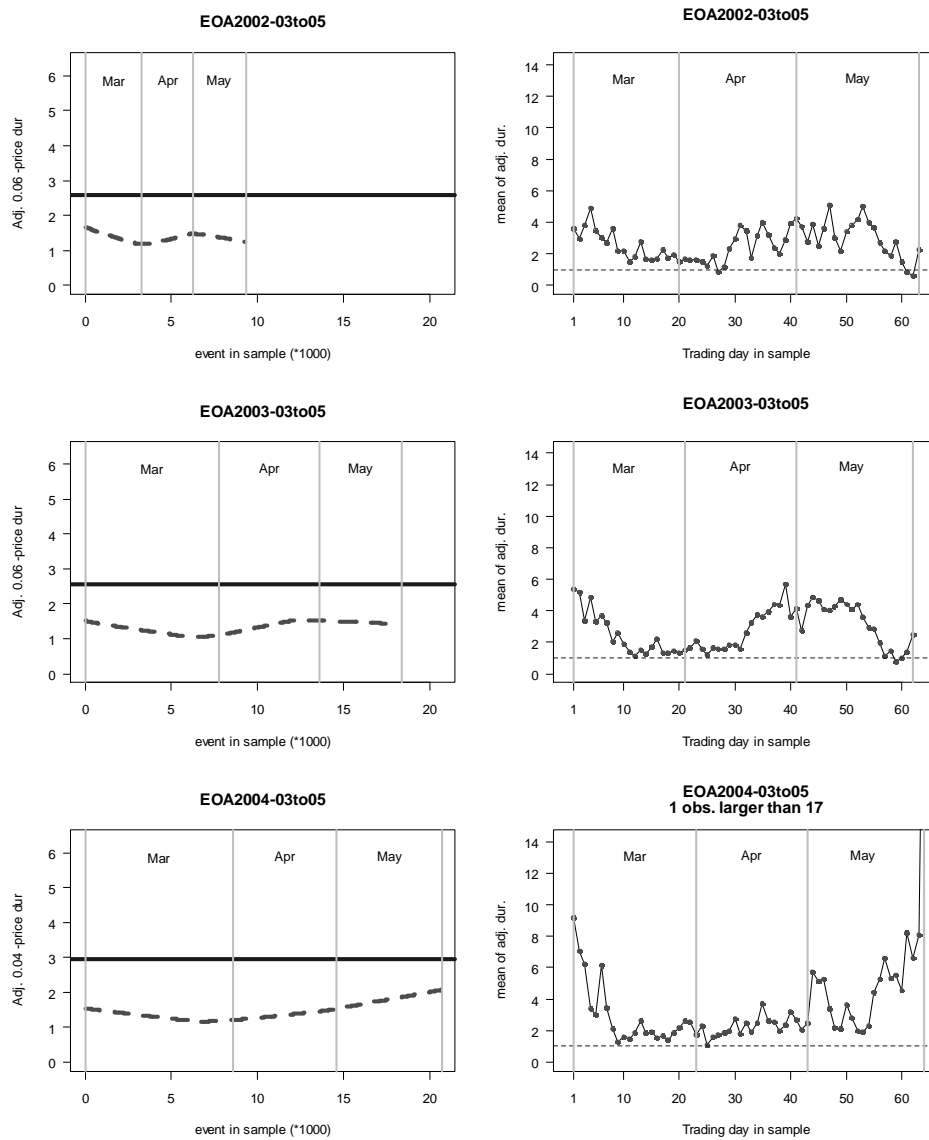 EOA2002-03to05
Adj. 0.06 -price dur
6
5
4
3
2
1
0
Mar
Apr
May
0
5
10
15
20
event in sample (*1000)
EOA2002-03to05
mean of adj. dur.
14
12
10
8
6
4
2
0
Mar
Apr
May
1
10
20
30
40
50
60
Trading day in sample
EOA2003-03to05
Adj. 0.06 -price dur
6
5
4
3
2
1
0
Mar
Apr
May
0
5
10
15
20
event in sample (*1000)
EOA2003-03to05
mean of adj. dur.
14
12
10
8
6
4
2
0
Mar
Apr
May
1
10
20
30
40
50
60
Trading day in sample
EOA2004-03to05
Adj. 0.04 -price dur
6
5
4
3
2
1
0
Mar
Apr
May
0
5
10
15
20
event in sample (*1000)
EOA2004-03to05
1 obs. larger than 17
mean of adj. dur.
14
12
10
8
6
4
2
0
Mar
Apr
May
1
10
20
30
40
50
60
Trading day in sample